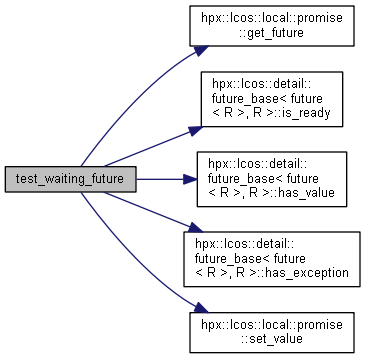 hpx::lcos::local::promise
::get_future
hpx::lcos::detail::
future_base< future
< R >, R >::is_ready
test_waiting_future
hpx::lcos::detail::
future_base< future
< R >, R >::has_value
hpx::lcos::detail::
future_base< future
< R >, R >::has_exception
hpx::lcos::local::promise
::set_value